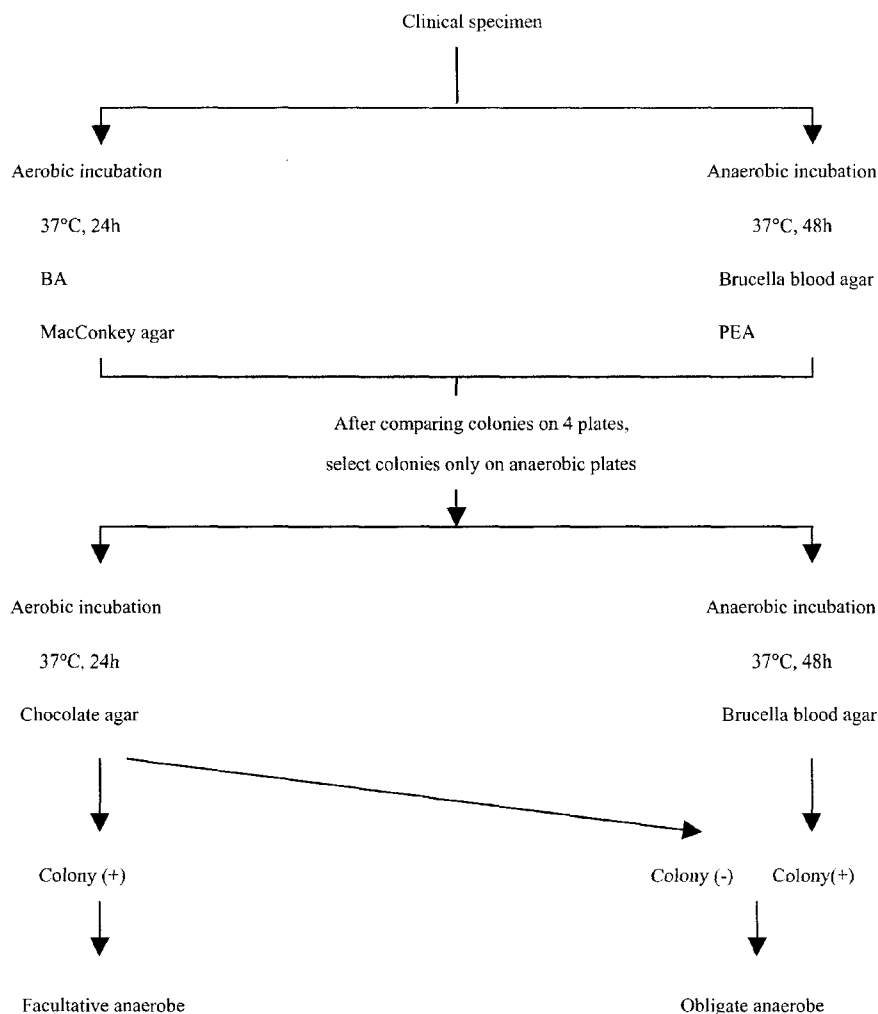 Clinical specimen
Aerobic incubation
37°C, 24h
BA
MacConkey agar
Anaerobic incubation
37°C, 48h
Brucella blood agar
PEA
After comparing colonies on 4 plates,
select colonies only on anaerobic plates
Aerobic incubation
37°C, 24h
Chocolate agar
Anaerobic incubation
37°C, 48h
Brucella blood agar
Colony (+)
Colony (-)
Colony(+)
Facultative anaerobe
Obligate anaerobe